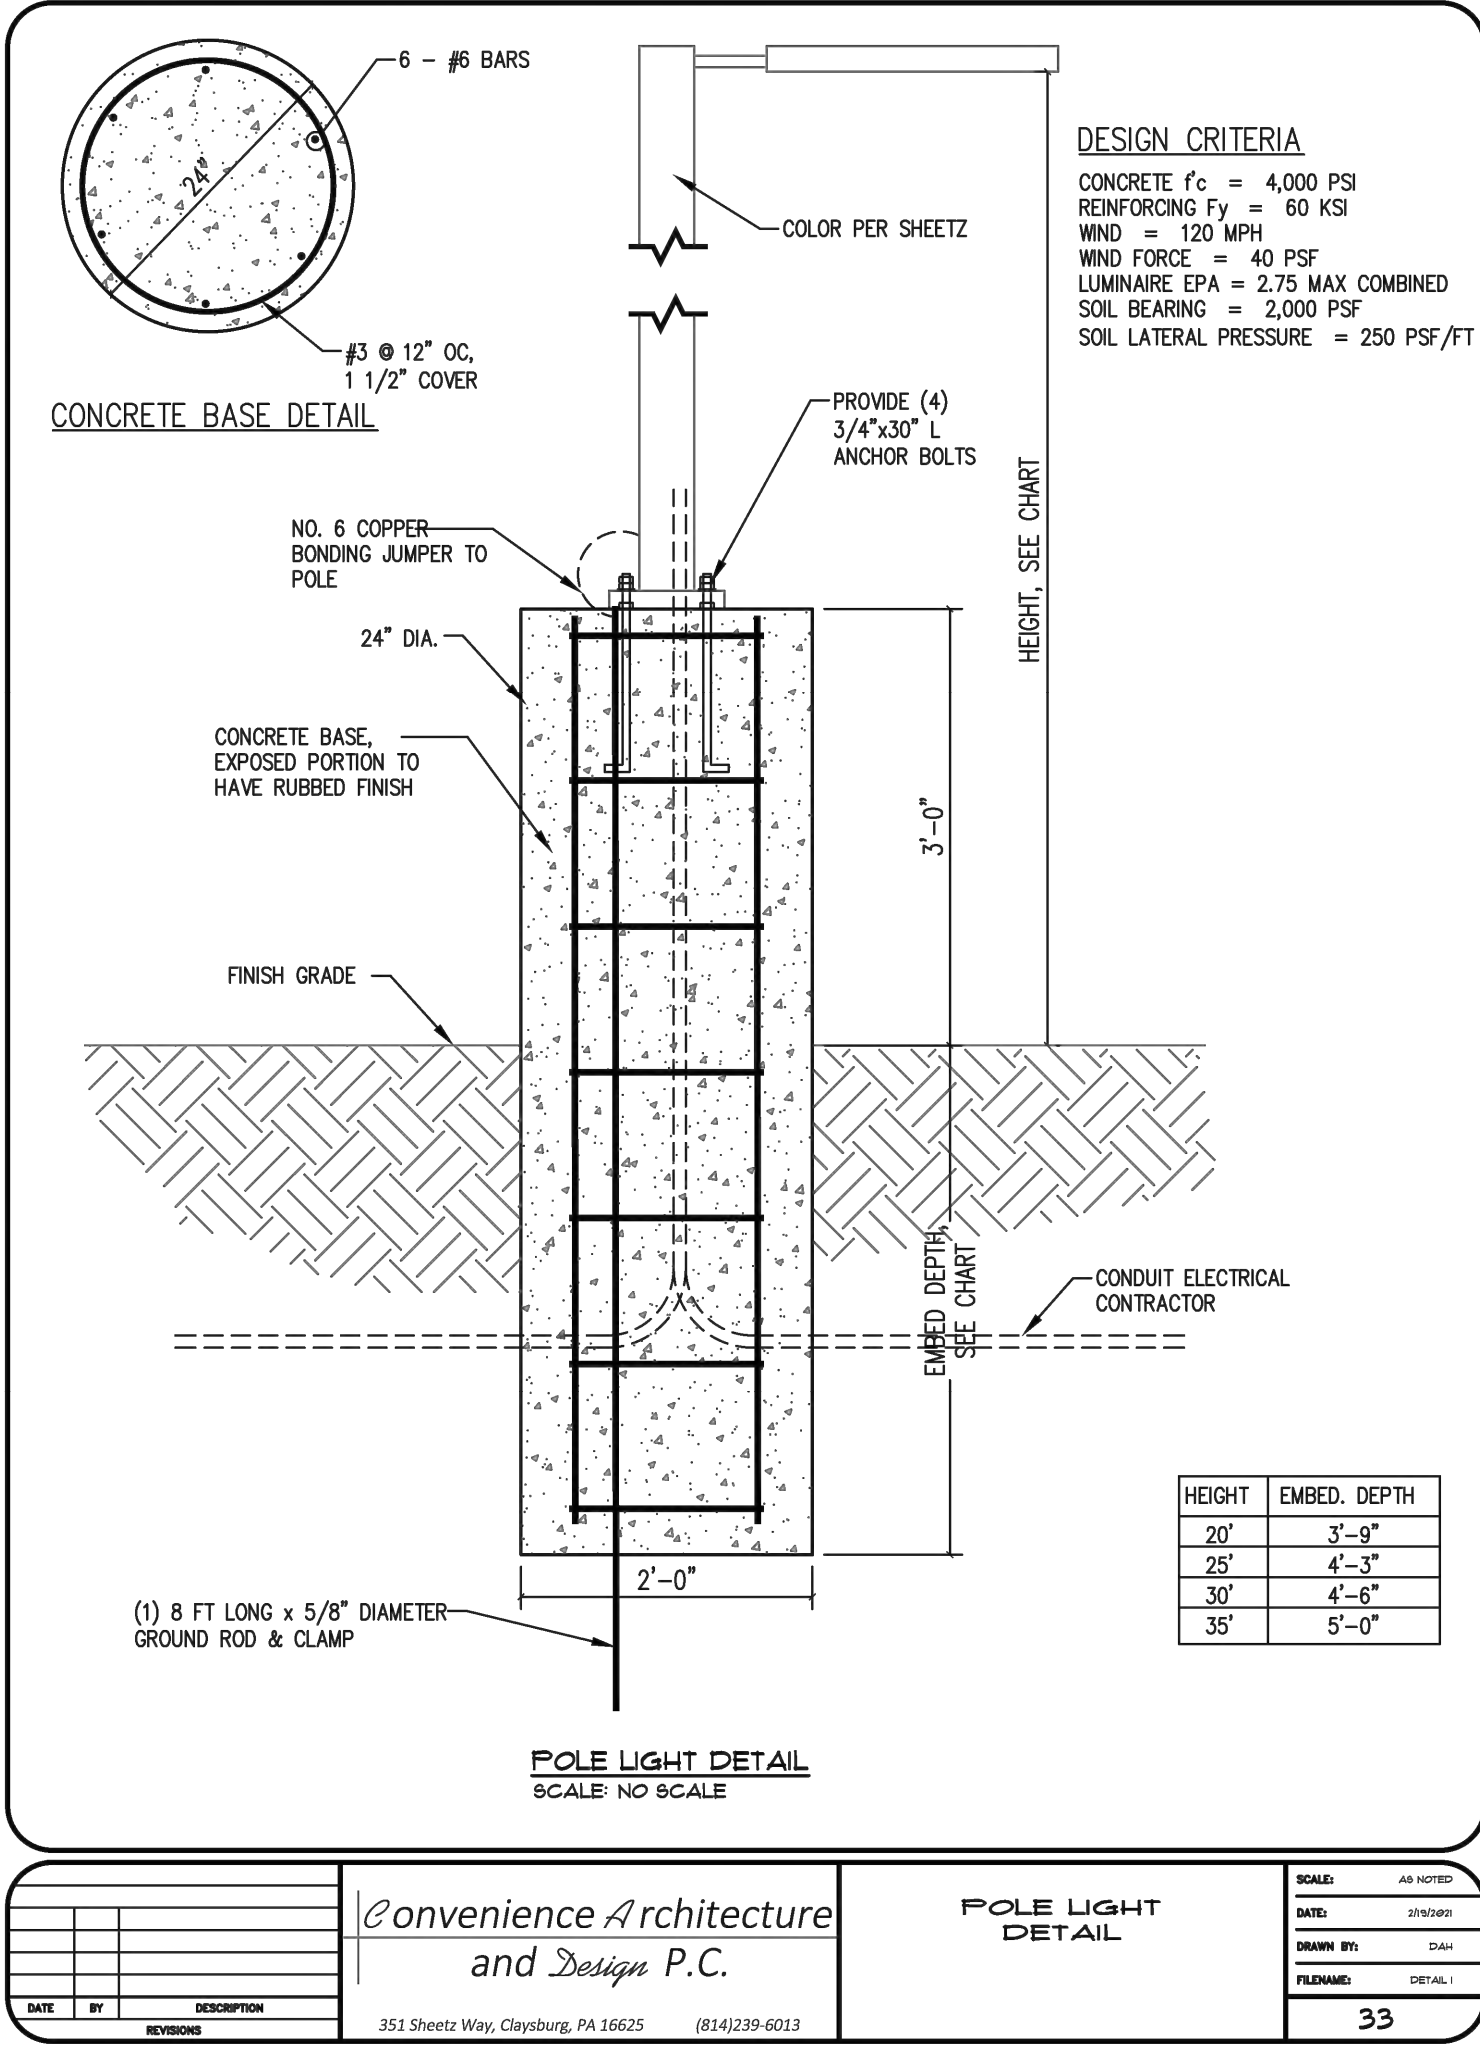 6 - #6 BARS
24"
#3 @ 12" OC,
1 1/2" COVER
CONCRETE BASE DETAIL
COLOR PER SHEETZ
DESIGN CRITERIA
CONCRETE f'c = 4,000 PSI
REINFORCING Fy = 60 KSI
WIND = 120 MPH
WIND FORCE = 40 PSF
LUMINAIRE EPA = 2.75 MAX COMBINED
SOIL BEARING = 2,000 PSF
SOIL LATERAL PRESSURE = 250 PSF/FT
PROVIDE (4)
3/4"x30" L
ANCHOR BOLTS
HEIGHT, SEE CHART
NO. 6 COPPER
BONDING JUMPER TO
POLE
24" DIA.
CONCRETE BASE,
EXPOSED PORTION TO
HAVE RUBBED FINISH
3'-0"
FINISH GRADE
EMBED DEPTH,
SEE CHART
CONDUIT ELECTRICAL
CONTRACTOR
2'-0"
(1) 8 FT LONG x 5/8" DIAMETER
GROUND ROD & CLAMP
HEIGHT EMBED. DEPTH
20' 3'-9"
25' 4'-3"
30' 4'-6"
35' 5'-0"
POLE LIGHT DETAIL
SCALE: NO SCALE
DATE BY DESCRIPTION
REVISIONS
Convenience Architecture
and Design P.C.
351 Sheetz Way, Claysburg, PA 16625 (814)239-6013
POLE LIGHT
DETAIL
SCALE: AS NOTED
DATE: 2/19/2021
DRAWN BY: DAH
FILENAME: DETAIL 1
33